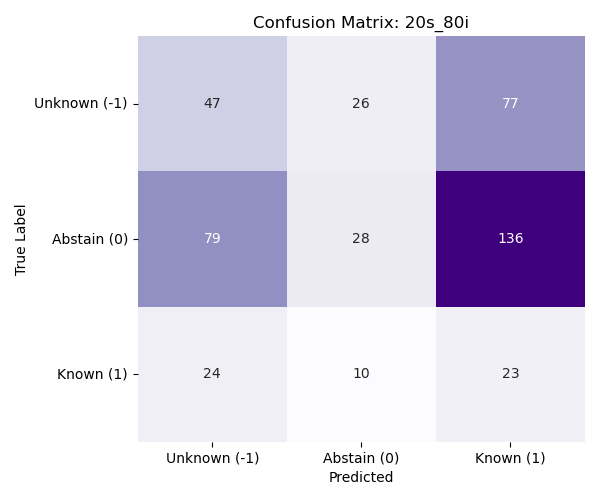 Confusion Matrix: 20s_80i
True Label
Unknown (-1) 47 26 77
Abstain (0) 79 28 136
Known (1) 24 10 23
Unknown (-1) Abstain (0) Known (1)
Predicted